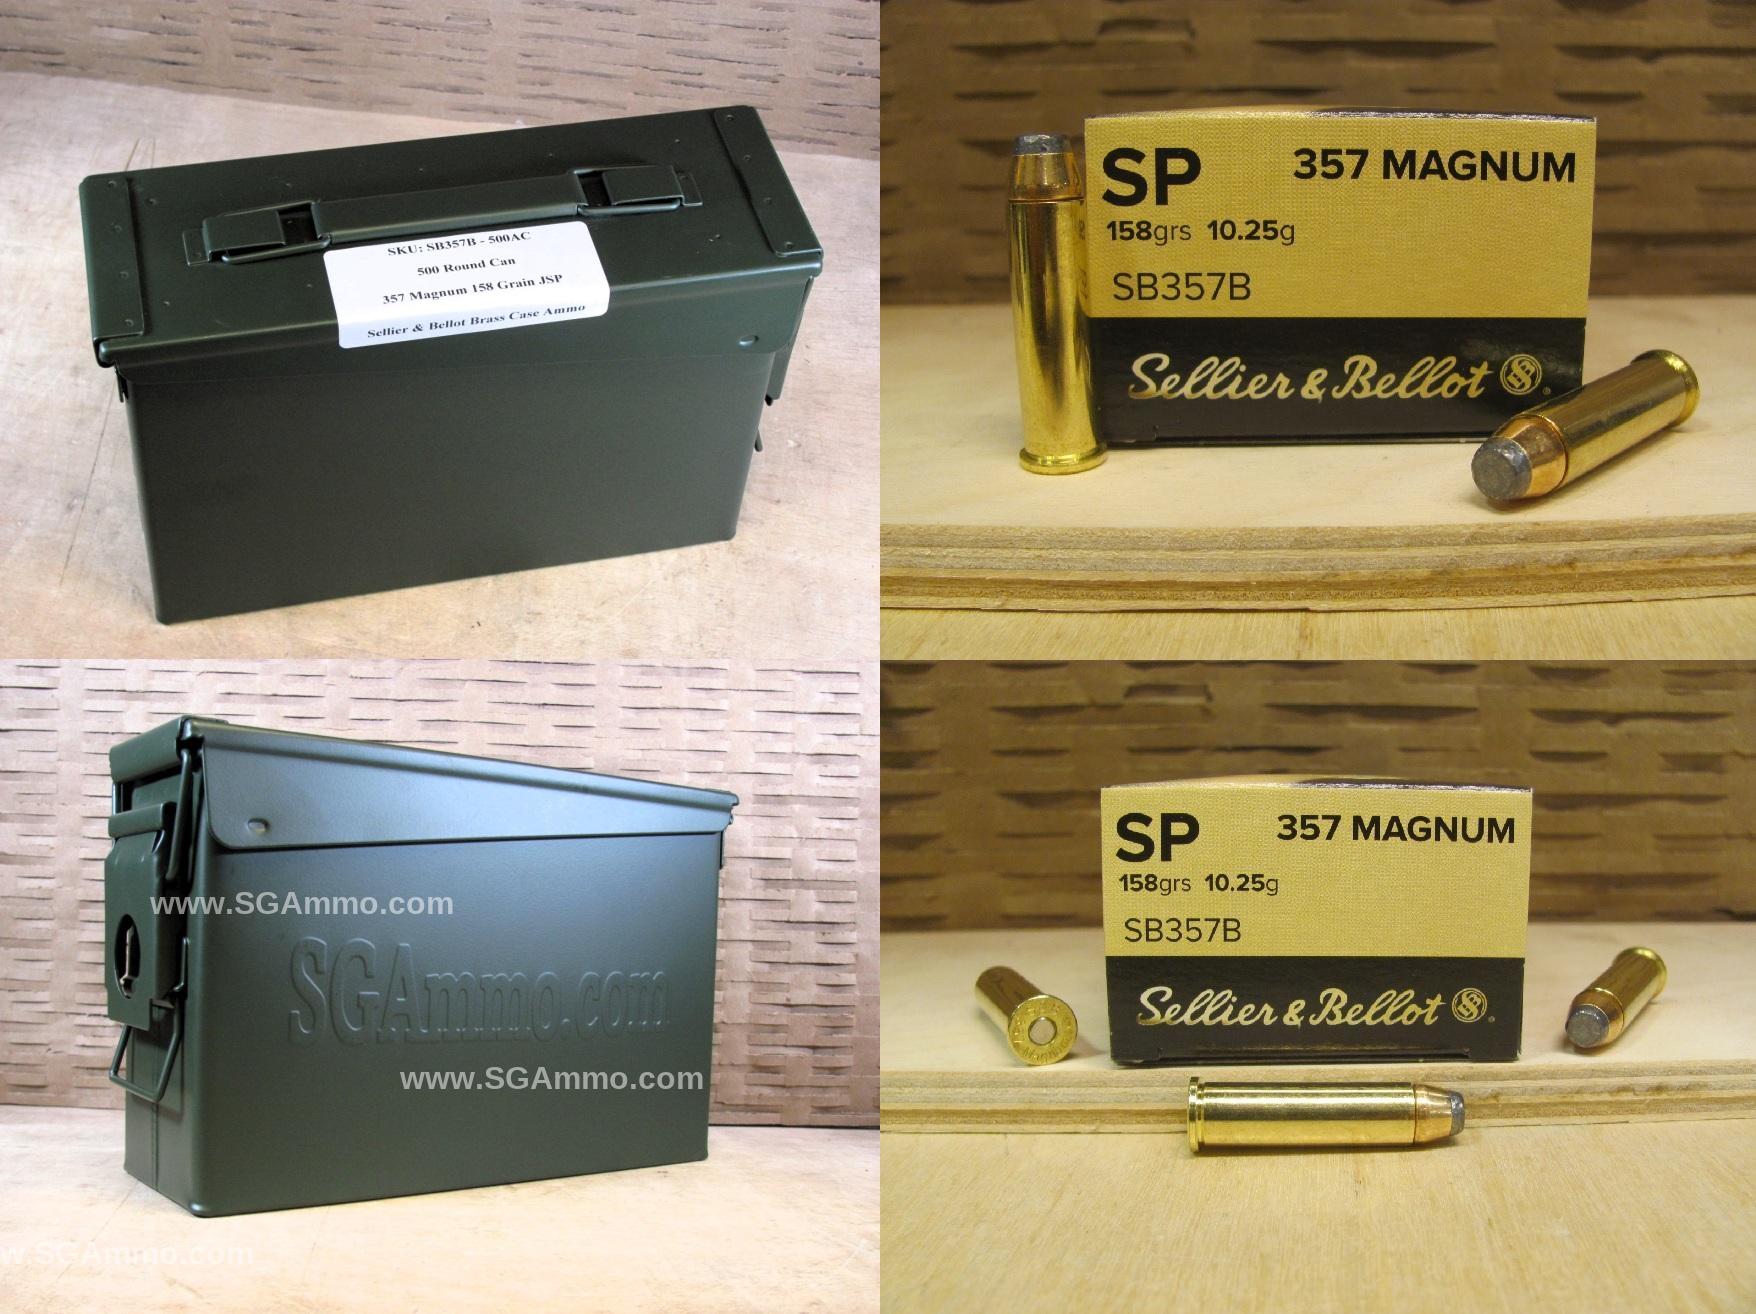 SKU: SB357B - 500AC
500 Round Can
357 Magnum 158 Grain JSP
Sellier & Bellot Brass Case Ammo
SP 357 MAGNUM
158grs 10.25g
SB357B
Sellier & Bellot
www.SGAmmo.com
SGAmmo.com
www.SGAmmo.com
w.SGAmmo.com
SP 357 MAGNUM
158grs 10.25g
SB357B
Sellier & Bellot